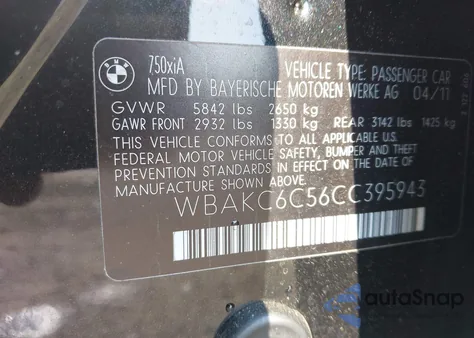 BMW
750xiA VEHICLE TYPE: PASSENGER CAR
MFD BY BAYERISCHE MOTOREN WERKE AG 04/11
GVWR 5842 lbs 2650 kg
GAWR FRONT 2932 lbs 1330 kg REAR 3142 lbs 1425 kg
THIS VEHICLE CONFORMS TO ALL APPLICABLE U.S.
FEDERAL MOTOR VEHICLE SAFETY, BUMPER AND THEFT
PREVENTION STANDARDS IN EFFECT ON THE DATE OF
MANUFACTURE SHOWN ABOVE.
WBAKC6C56CC395943
autoSnap